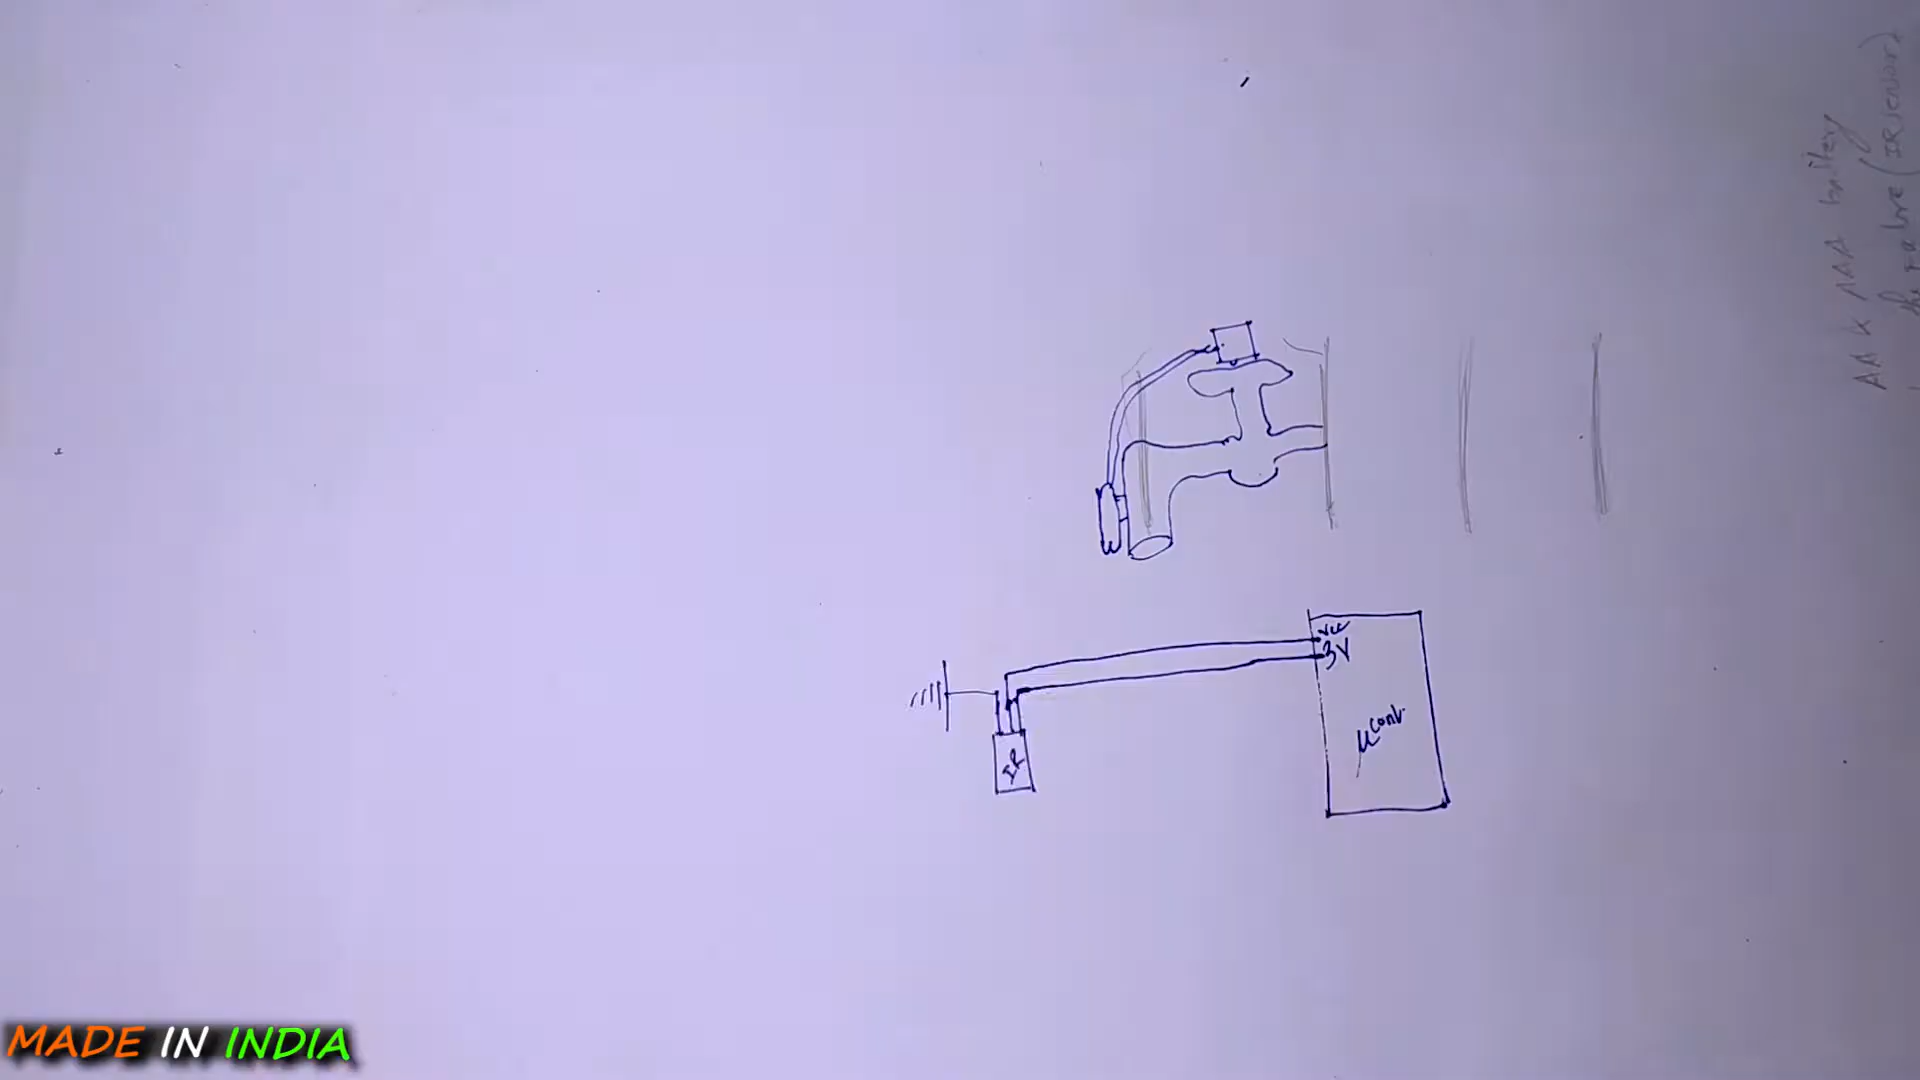 AA & AAA battery
(IR sensor)
Vcc
3V
µcont.
IR
MADE IN INDIA